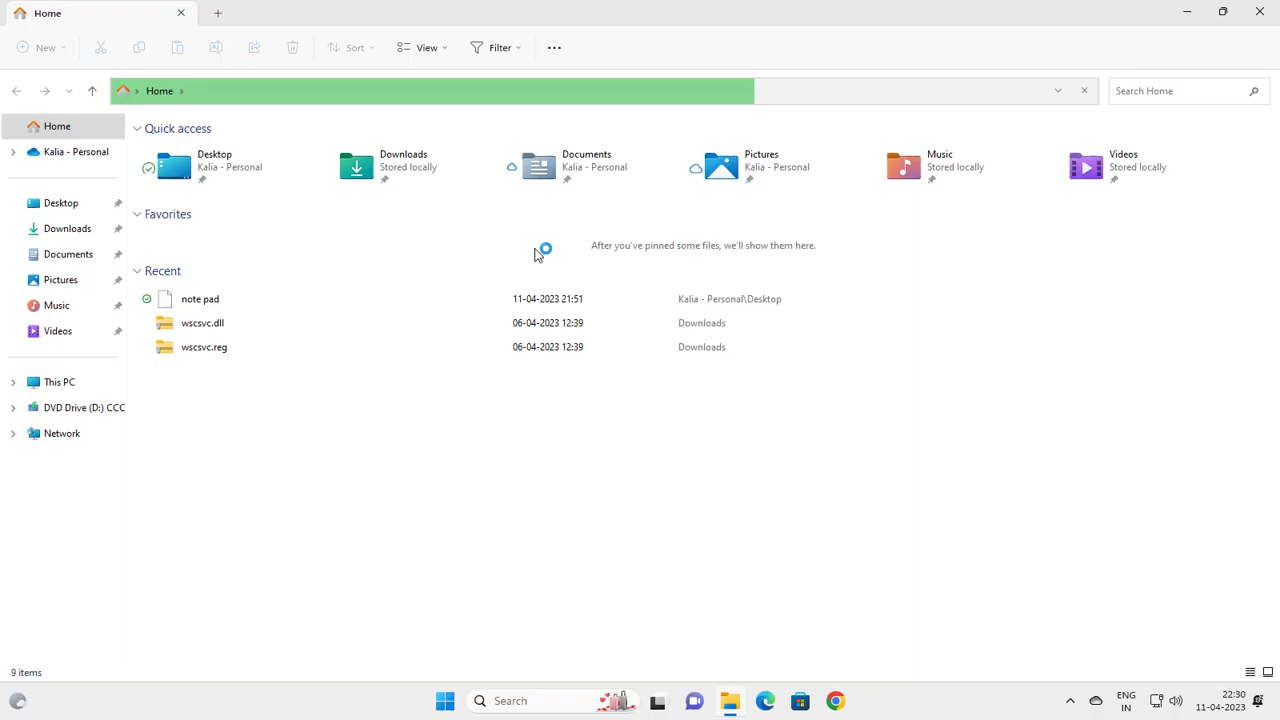 Home
New
Sort
View
Filter
Home
Search Home
Home
Kalia - Personal
Desktop
Downloads
Documents
Pictures
Music
Videos
This PC
DVD Drive (D:) CCC
Network
Quick access
Desktop
Kalia - Personal
Downloads
Stored locally
Documents
Kalia - Personal
Pictures
Kalia - Personal
Music
Stored locally
Videos
Stored locally
Favorites
After you've pinned some files, we'll show them here.
Recent
note pad 11-04-2023 21:51 Kalia - Personal\Desktop
wscsvc.dll 06-04-2023 12:39 Downloads
wscsvc.reg 06-04-2023 12:39 Downloads
9 items
Search
ENG
IN
22:30
11-04-2023